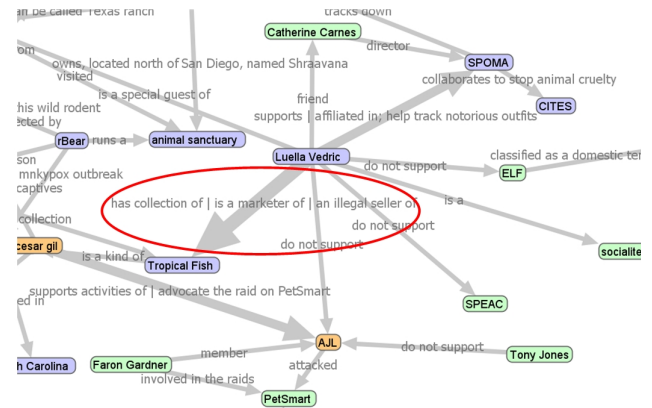 an be called Texas ranch
tracks down
Catherine Carnes
director
SPOMA
owns, located north of San Diego, named Shraavana
visited
collaborates to stop animal cruelty
is a special guest of
friend
CITES
his wild rodent
supports | affiliated in; help track notorious outfits
ected by
rBear
runs a
animal sanctuary
Luella Vedric
classified as a domestic ter
do not support
ELF
son
mnkypox outbreak
captives
has collection of | is a marketer of | an illegal seller of
is a
collection
do not support
cesar gil
do not support
socialite
is a kind of
Tropical Fish
supports activities of | advocate the raid on PetSmart
ed in
SPEAC
AJL
member
do not support
Tony Jones
h Carolina
Faron Gardner
attacked
involved in the raids
PetSmart